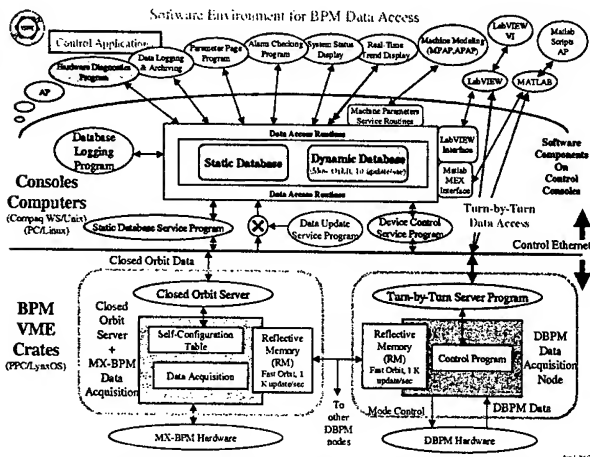 Software Environment for BPM Data Access
Control Application
Hardware Diagnostics
Program
Data Logging
& Archiving
Parameter Page
Program
Alarm Checking
Program
System Status
Display
Real-Time
Trend Display
Machine Modeling
(MPAP,APAP)
LabVIEW
VI
Matlab
Scripts
AP
AP
LabVIEW
MATLAB
Machine Parameters
Service Routines
Data Access Routines
Database
Logging
Program
Static Database
Dynamic Database
Orbit, 10 update/sec)
Data Access Routines
LabVIEW
Interface
Matlab
MEX
Interface
Software
Components
On
Control
Consoles
Consoles
Computers
(Compaq WS/Unix)
(PC/Linux)
Static Database Service Program
Data Update
Service Program
Device Control
Service Program
Turn-by-Turn
Data Access
Control Ethernet
Closed Orbit Data
BPM
VME
Crates
(PPC/LynxOS)
Closed
Orbit
Server
+
MX-BPM
Data
Acquisition
Closed Orbit Server
Self-Configuration
Table
Data Acquisition
Reflective
Memory
(RM)
Fast Orbit, 1
K update/sec
MX-BPM Hardware
To
other
DBPM
nodes
Turn-by-Turn Server Program
Reflective
Memory
(RM)
Fast Orbit, 1 K
update/sec
Control Program
DBPM
Data
Acquisition
Node
Mode Control
DBPM Data
DBPM Hardware